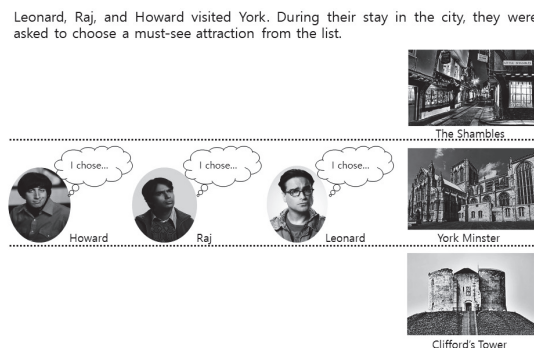 Leonard, Raj, and Howard visited York. During their stay in the city, they were
asked to choose a must-see attraction from the list.
The Shambles
I chose...
I chose...
I chose...
Howard
Raj
Leonard
York Minster
Clifford's Tower